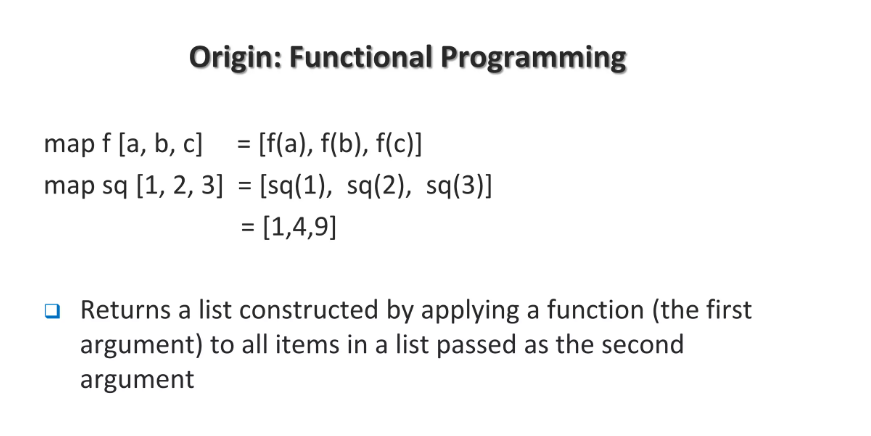 Origin: Functional Programming
map f [a, b, c] = [f(a), f(b), f(c)]
map sq [1, 2, 3] = [sq(1), sq(2), sq(3)]
= [1,4,9]
Returns a list constructed by applying a function (the first
argument) to all items in a list passed as the second
argument